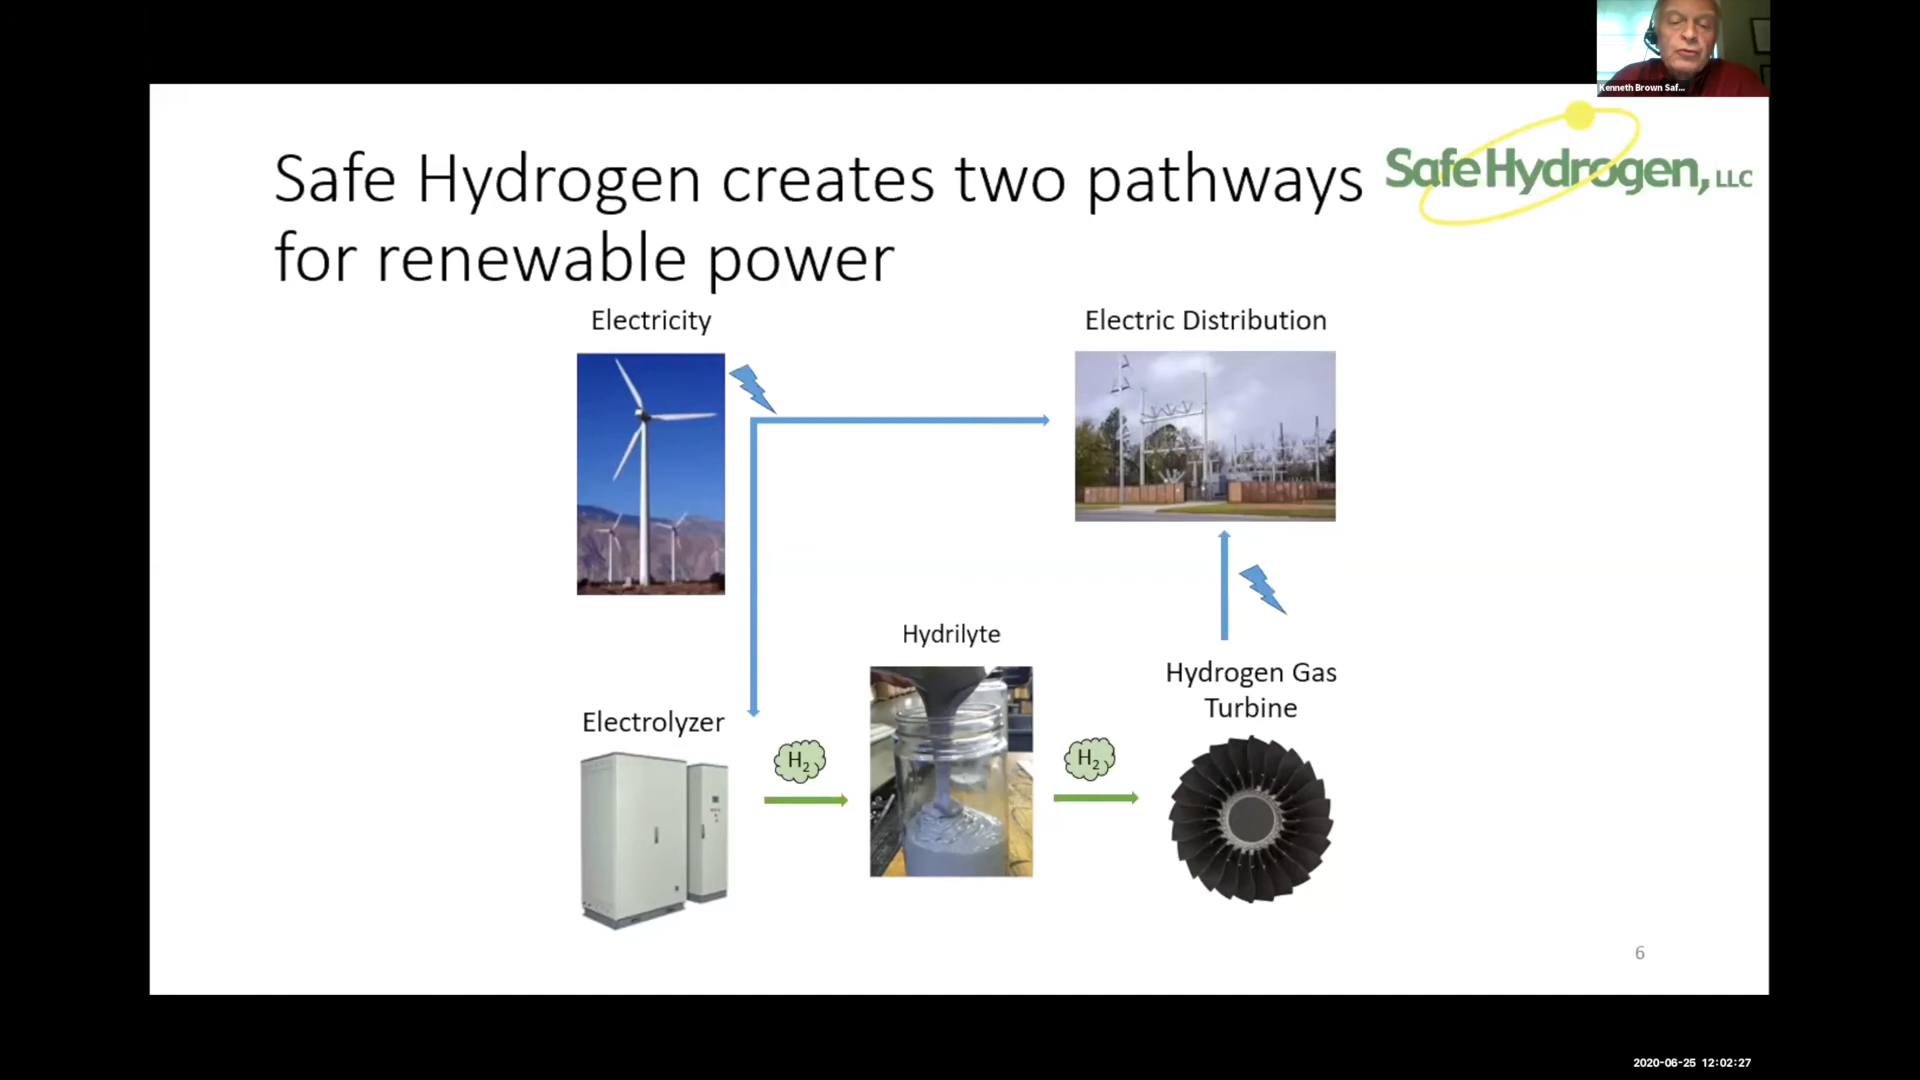 Kenneth Brown Saf...
Safe Hydrogen creates two pathways
for renewable power
SafeHydrogen, LLC
Electricity
Electric Distribution
Hydrilyte
Hydrogen Gas
Turbine
Electrolyzer
H2
H2
6
2020-06-25 12:02:27